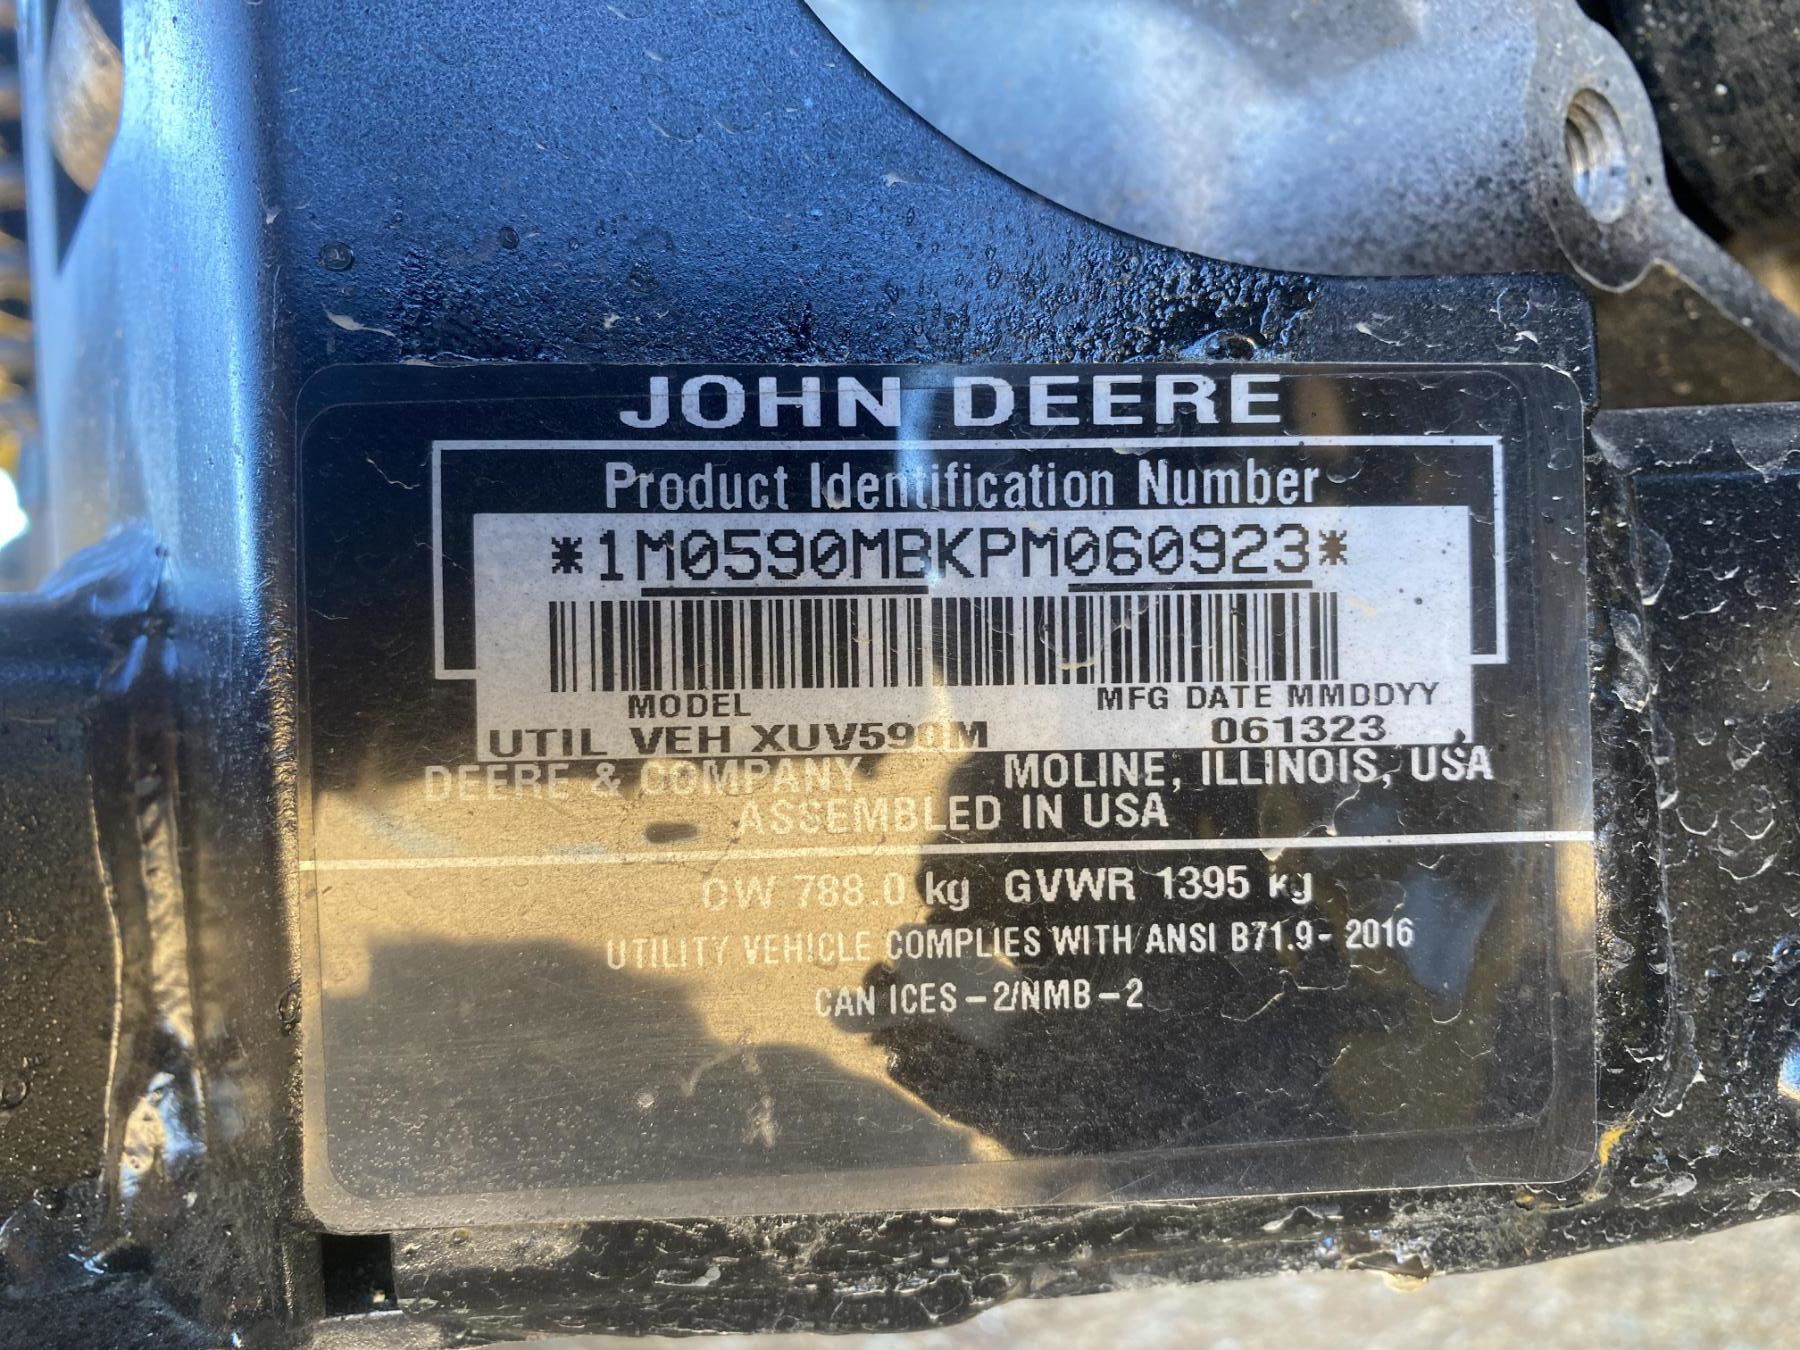 JOHN DEERE
Product Identification Number
*1M0590MBKPM060923*
MODEL
MFG DATE MMDDYY
UTIL VEH XUV590M
061323
DEERE & COMPANY MOLINE, ILLINOIS, USA
ASSEMBLED IN USA
CW 788.0 kg GVWR 1395 kg
UTILITY VEHICLE COMPLIES WITH ANSI B71.9-2016
CAN ICES-2/NMB-2